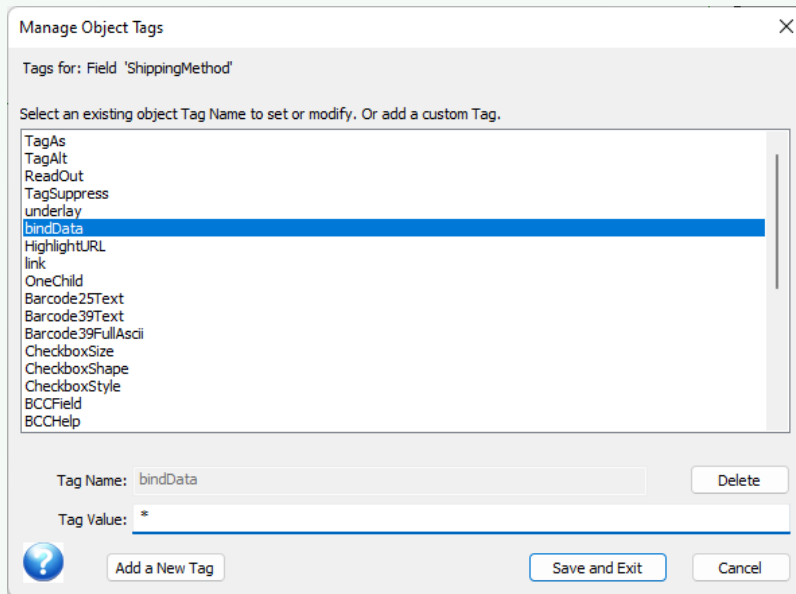 Manage Object Tags
Tags for: Field 'ShippingMethod'
Select an existing object Tag Name to set or modify. Or add a custom Tag.
TagAs
TagAlt
ReadOut
TagSuppress
underlay
bindData
HighlightURL
link
OneChild
Barcode25Text
Barcode39Text
Barcode39FullAscii
CheckboxSize
CheckboxShape
CheckboxStyle
BCCField
BCCHelp
Tag Name: bindData Delete
Tag Value: *
? Add a New Tag Save and Exit Cancel